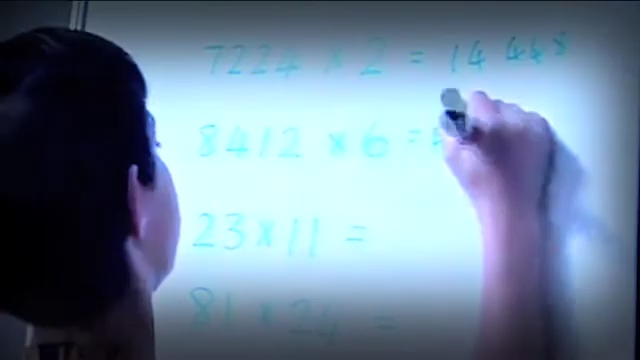 7224 × 2 = 14 448
8412 × 6 =
23 × 11 =
81 × 24 =